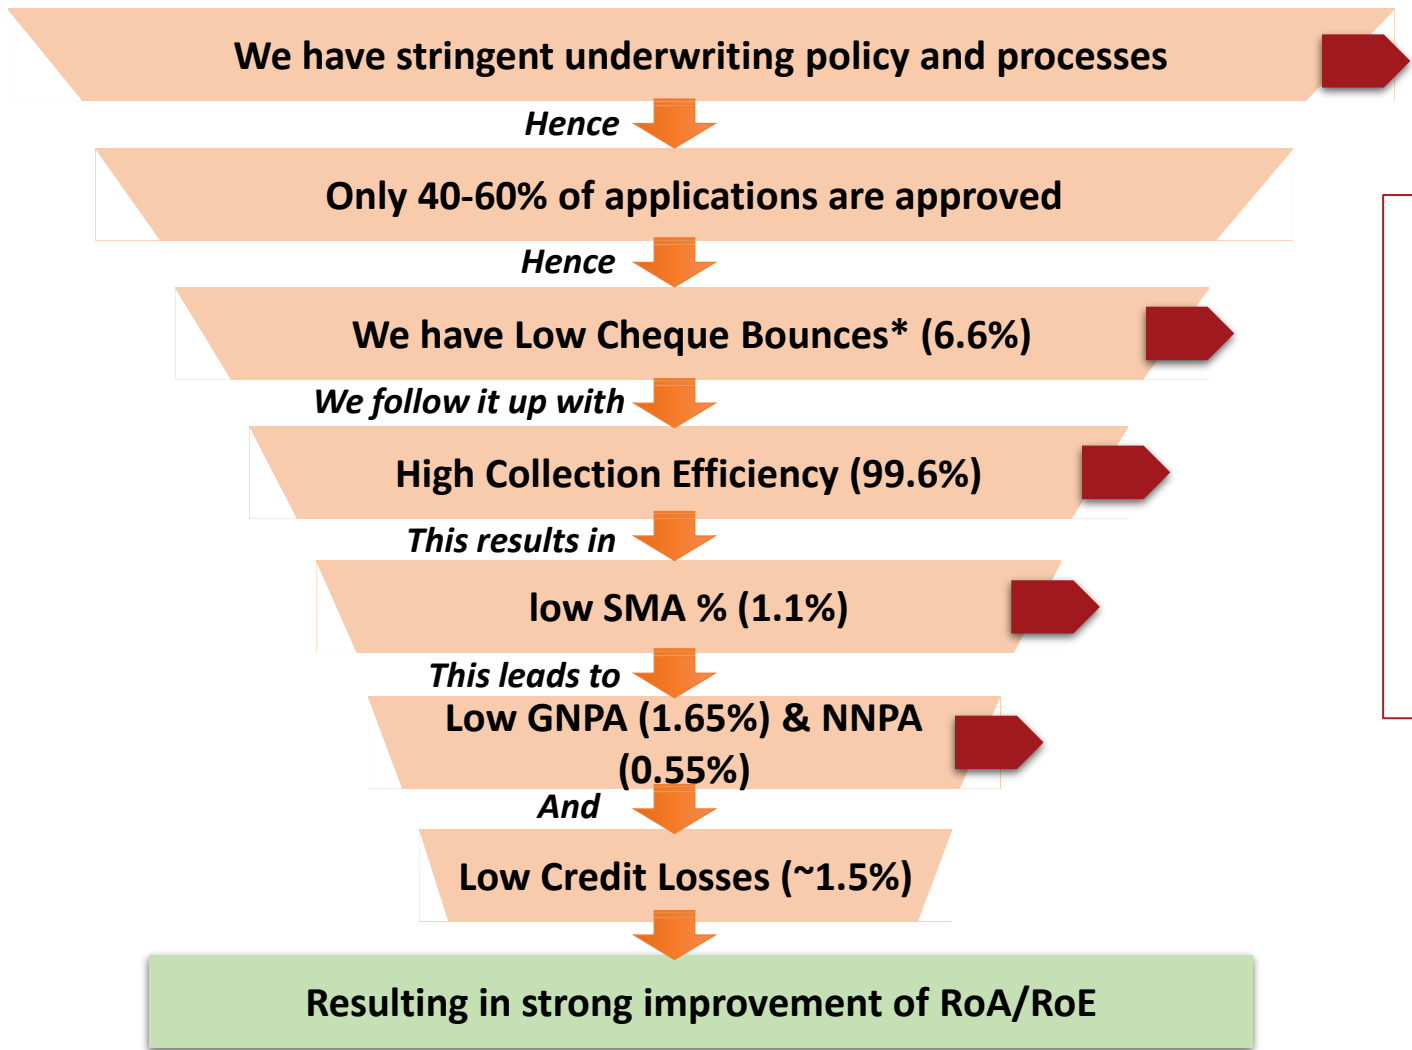 We have stringent underwriting policy and processes
Hence
Only 40-60% of applications are approved
Hence
We have Low Cheque Bounces* (6.6%)
We follow it up with
High Collection Efficiency (99.6%)
This results in
low SMA % (1.1%)
This leads to
Low GNPA (1.65%) & NNPA
(0.55%)
And
Low Credit Losses (~1.5%)
Resulting in strong improvement of RoA/RoE